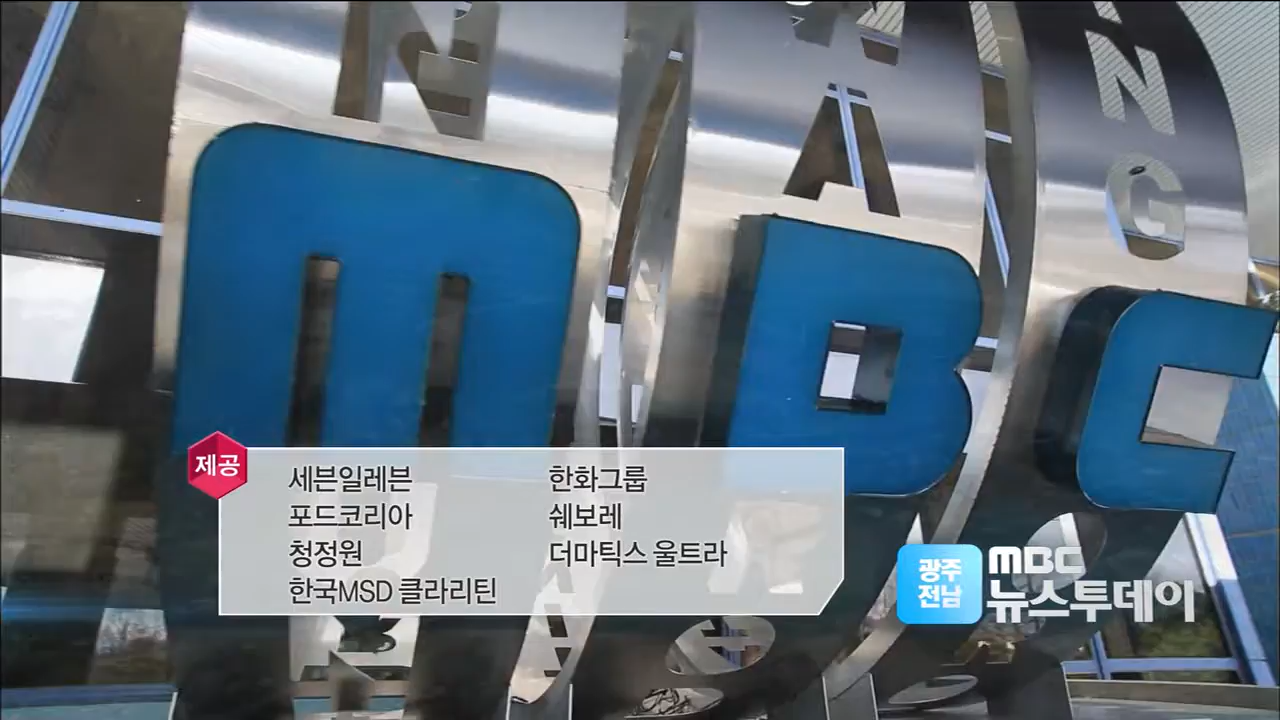 N
A
N
G
MBC
제공
세븐일레븐
한화그룹
포드코리아
쉐보레
청정원
더마틱스 울트라
한국MSD 클라리틴
광주
전남
MBC
뉴스투데이